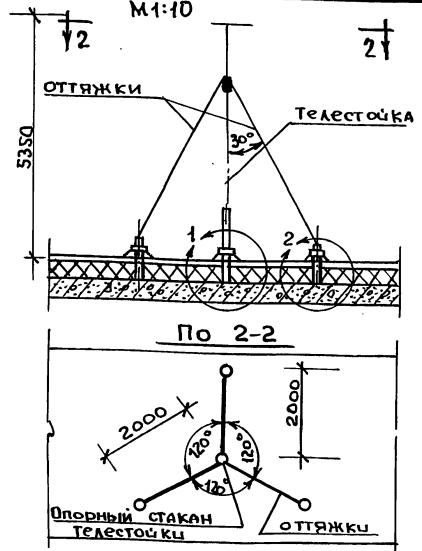 М1:10
2
2
оттяжки
телестойка
30°
5350
1
2
По 2-2
2000
2000
120°
120°
120°
Опорный стакан
телестойки
оттяжки